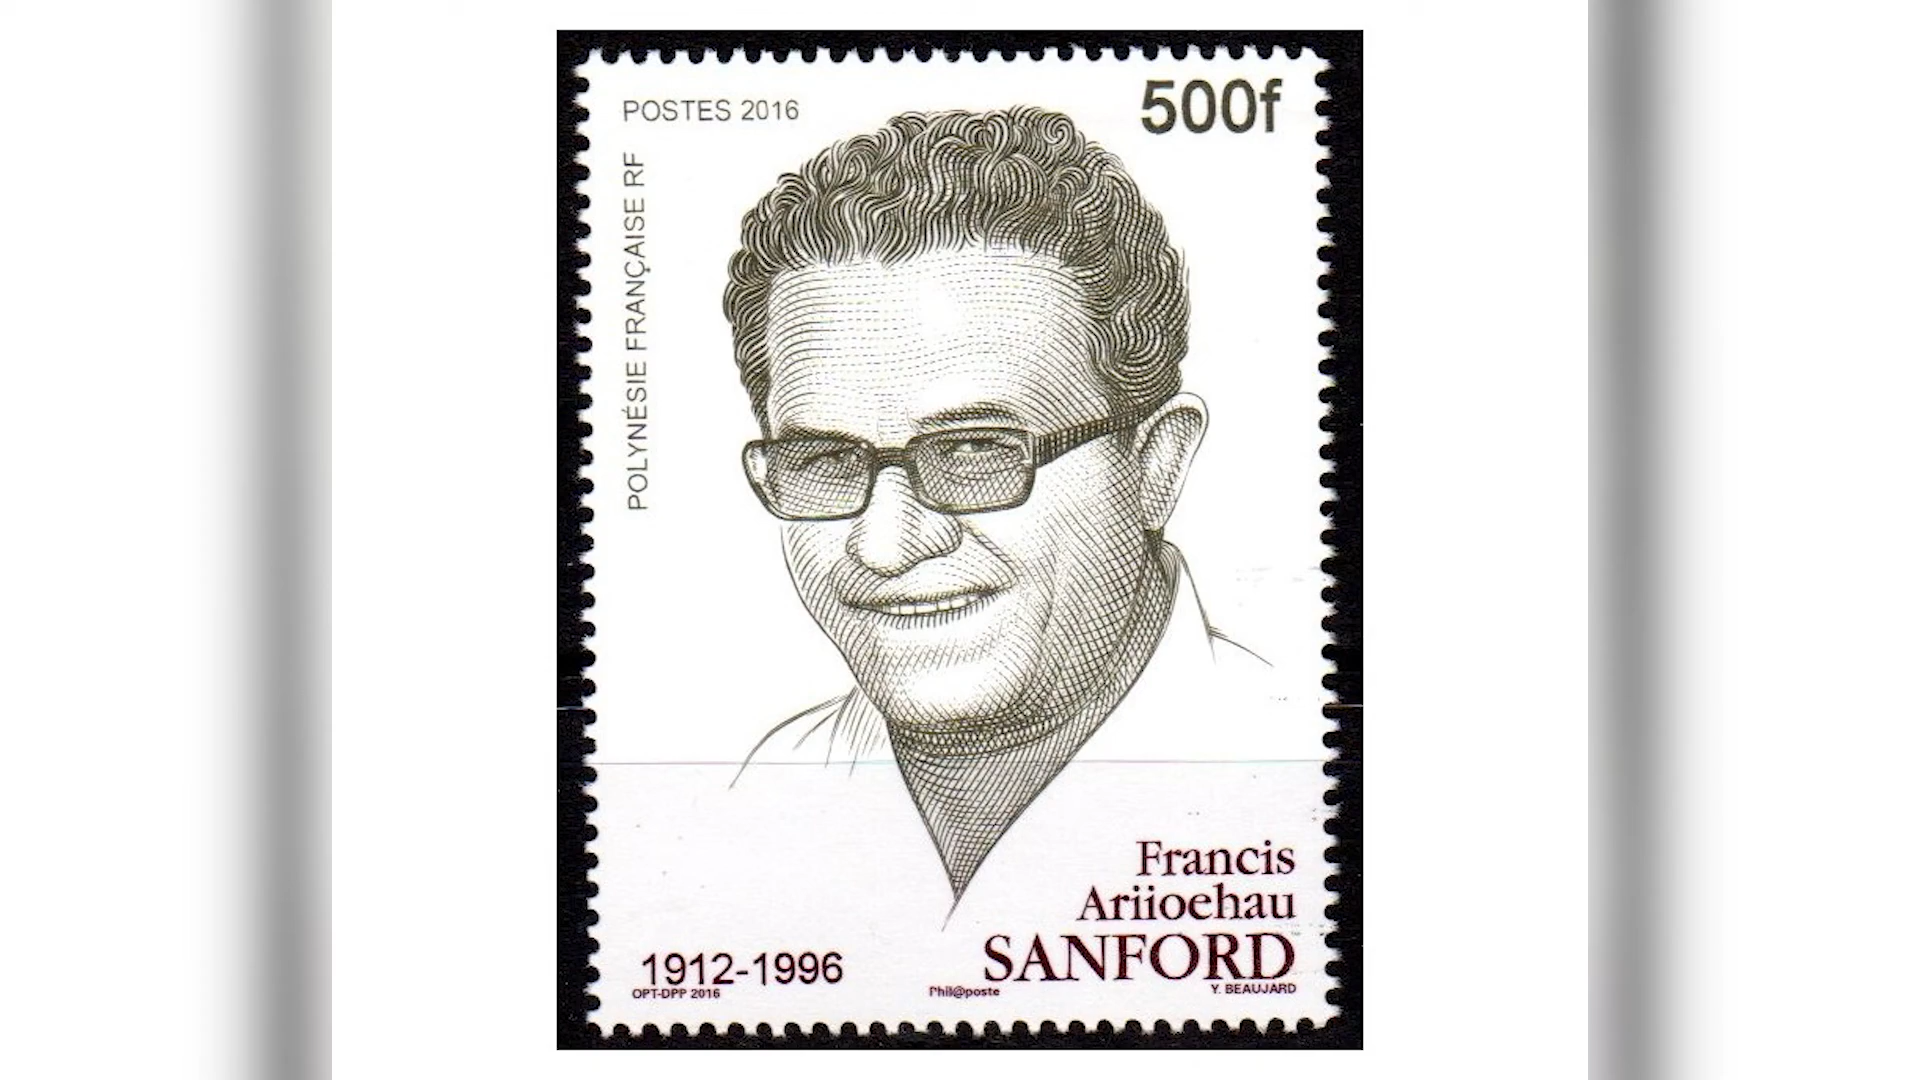 POSTES 2016
500f
POLYNÉSIE FRANÇAISE RF
Francis
Ariioehau
SANFORD
1912-1996
OPT-DPP 2016
Phil@poste
Y. BEAUJARD